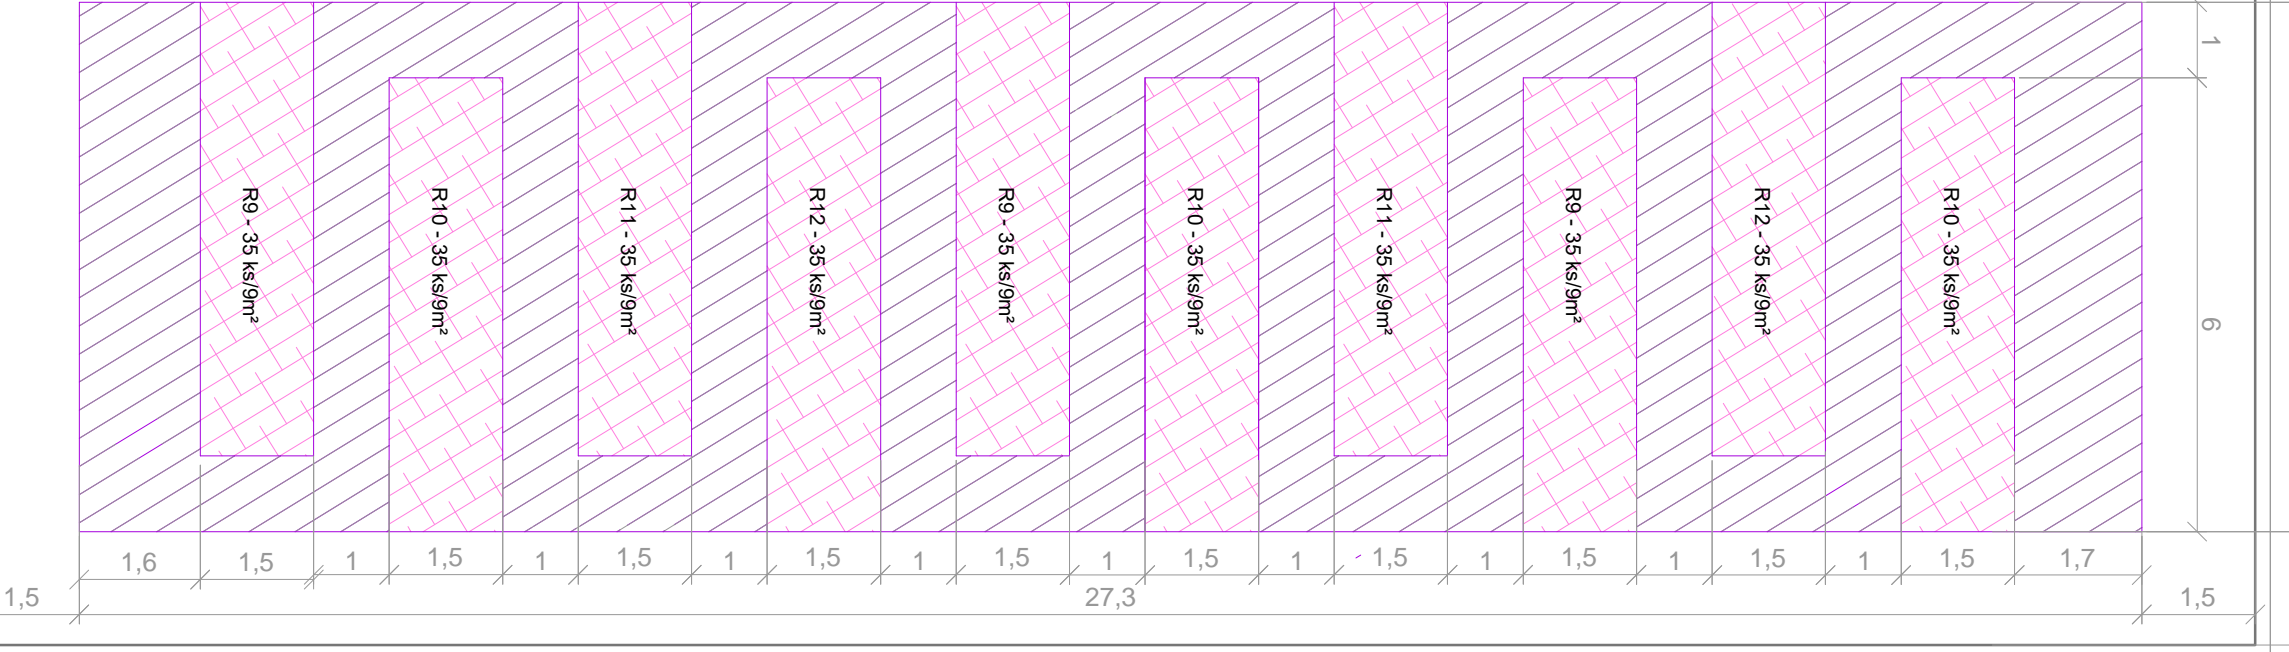 1
R9 - 35 ks/9m²
R10 - 35 ks/9m²
R11 - 35 ks/9m²
R12 - 35 ks/9m²
R9 - 35 ks/9m²
R10 - 35 ks/9m²
R11 - 35 ks/9m²
R9 - 35 ks/9m²
R12 - 35 ks/9m²
R10 - 35 ks/9m²
6
1,6 1,5 1 1,5 1 1,5 1 1,5 1 1,5 1 1,5 1 1,5 1 1,5 1 1,5 1 1,5 1,7
1,5 27,3 1,5